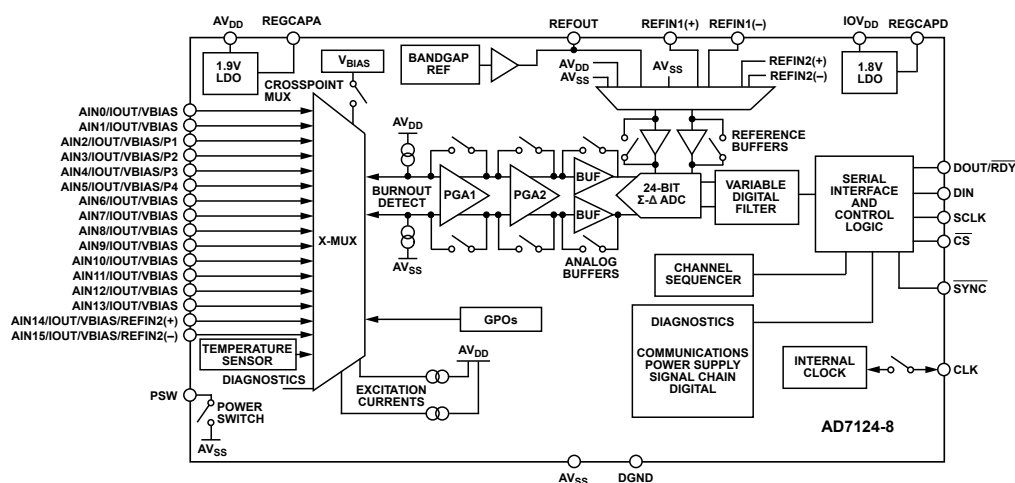 AVDD
REGCAPA
REFOUT
REFIN1(+)
REFIN1(–)
IOVDD
REGCAPD
1.9V
LDO
VBIAS
BANDGAP
REF
AVDD
AVSS
AVSS
REFIN2(+)
REFIN2(–)
1.8V
LDO
CROSSPOINT
MUX
AIN0/IOUT/VBIAS
AIN1/IOUT/VBIAS
AIN2/IOUT/VBIAS/P1
AIN3/IOUT/VBIAS/P2
AIN4/IOUT/VBIAS/P3
AIN5/IOUT/VBIAS/P4
AIN6/IOUT/VBIAS
AIN7/IOUT/VBIAS
AIN8/IOUT/VBIAS
AIN9/IOUT/VBIAS
AIN10/IOUT/VBIAS
AIN11/IOUT/VBIAS
AIN12/IOUT/VBIAS
AIN13/IOUT/VBIAS
AIN14/IOUT/VBIAS/REFIN2(+)
AIN15/IOUT/VBIAS/REFIN2(–)
TEMPERATURE
SENSOR
DIAGNOSTICS
PSW
POWER
SWITCH
AVSS
X-MUX
AVDD
BURNOUT
DETECT
AVSS
PGA1
PGA2
BUF
BUF
ANALOG
BUFFERS
REFERENCE
BUFFERS
24-BIT
Σ-Δ ADC
VARIABLE
DIGITAL
FILTER
SERIAL
INTERFACE
AND
CONTROL
LOGIC
DOUT/RDY
DIN
SCLK
CS
SYNC
CHANNEL
SEQUENCER
GPOs
DIAGNOSTICS
COMMUNICATIONS
POWER SUPPLY
SIGNAL CHAIN
DIGITAL
AVDD
EXCITATION
CURRENTS
INTERNAL
CLOCK
CLK
AD7124-8
AVSS
DGND